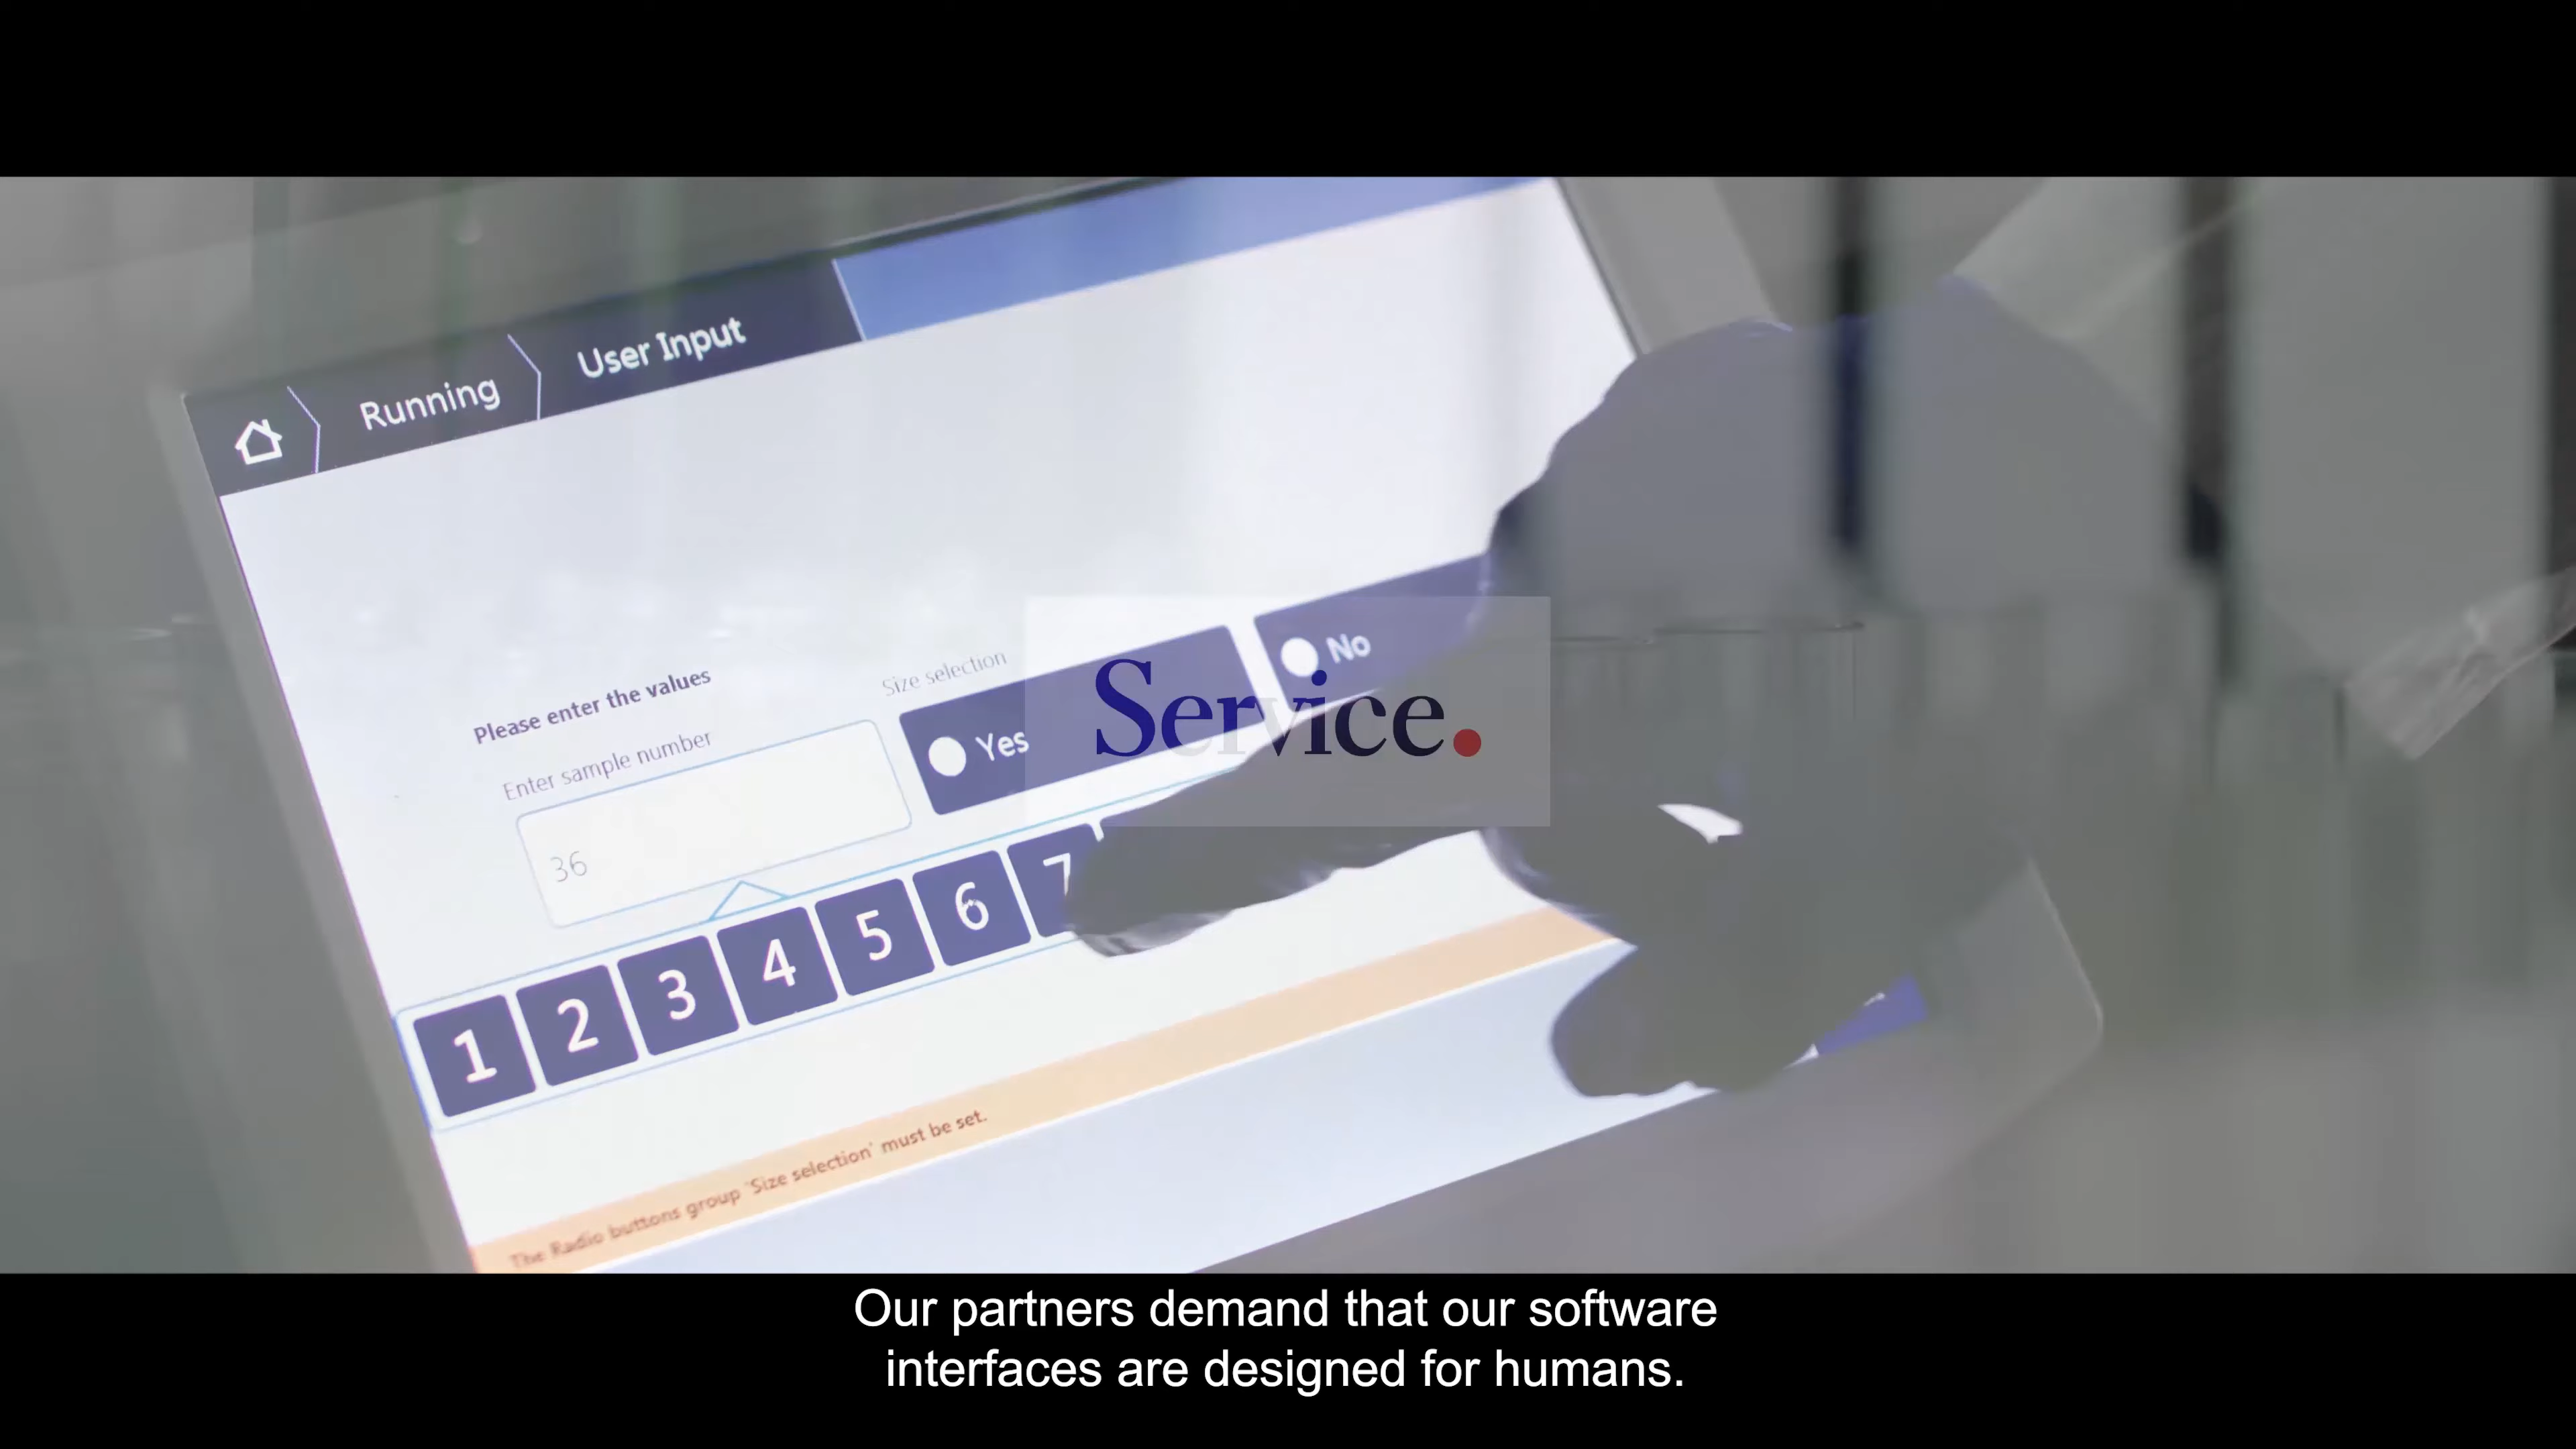 Running
User Input
Please enter the values
Size selection
Enter sample number
Yes
No
Service.
36
1 2 3 4 5 6 7
The Radio buttons group 'Size selection' must be set.
Our partners demand that our software
interfaces are designed for humans.